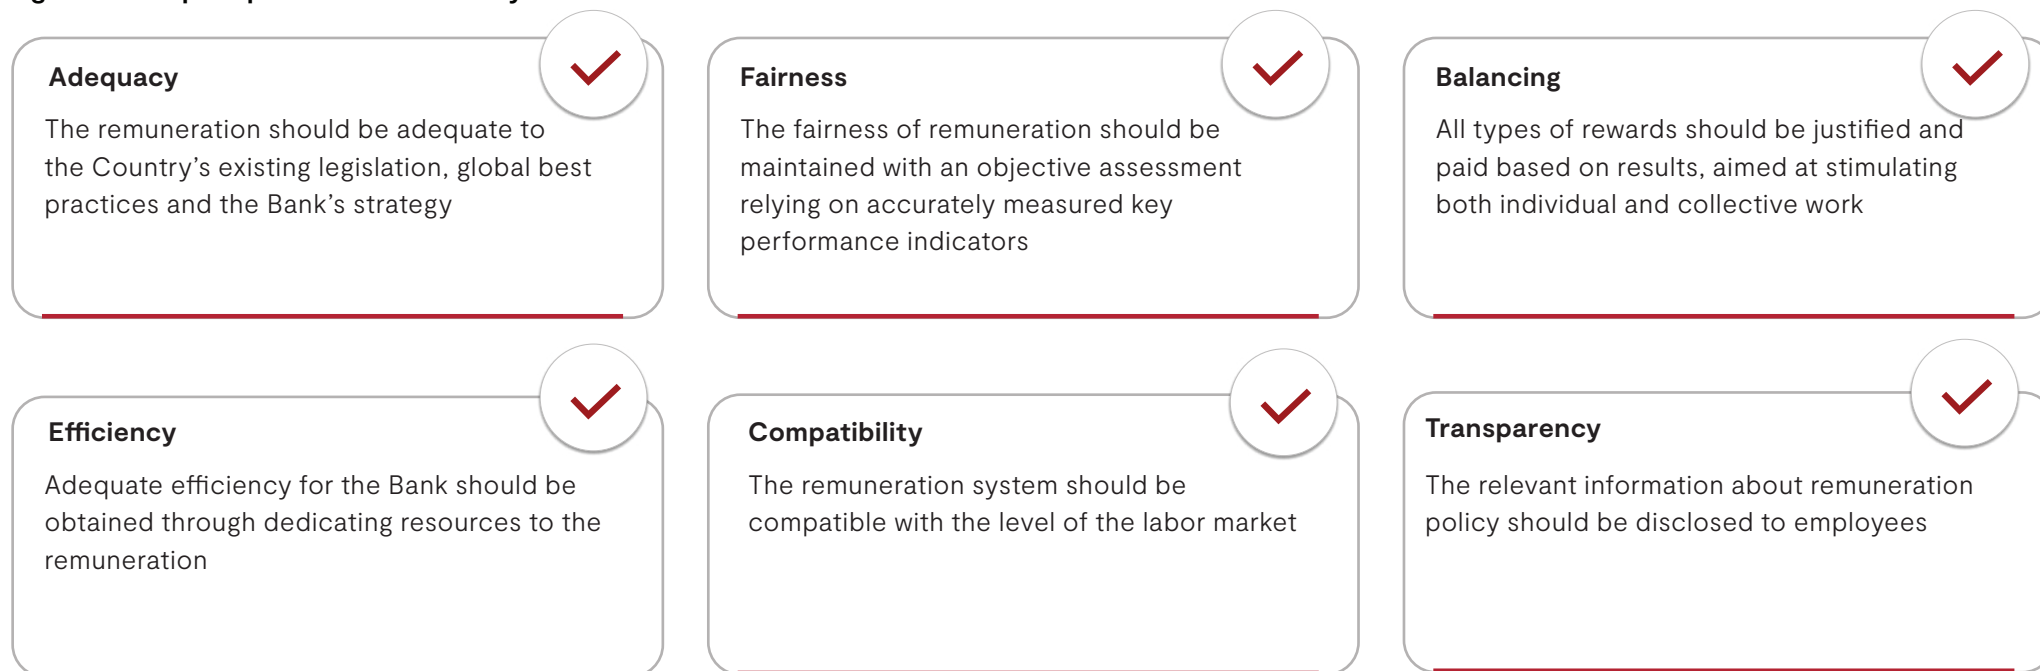 Adequacy
The remuneration should be adequate to
the Country’s existing legislation, global best
practices and the Bank’s strategy
Fairness
The fairness of remuneration should be
maintained with an objective assessment
relying on accurately measured key
performance indicators
Balancing
All types of rewards should be justified and
paid based on results, aimed at stimulating
both individual and collective work
Efficiency
Adequate efficiency for the Bank should be
obtained through dedicating resources to the
remuneration
Compatibility
The remuneration system should be
compatible with the level of the labor market
Transparency
The relevant information about remuneration
policy should be disclosed to employees